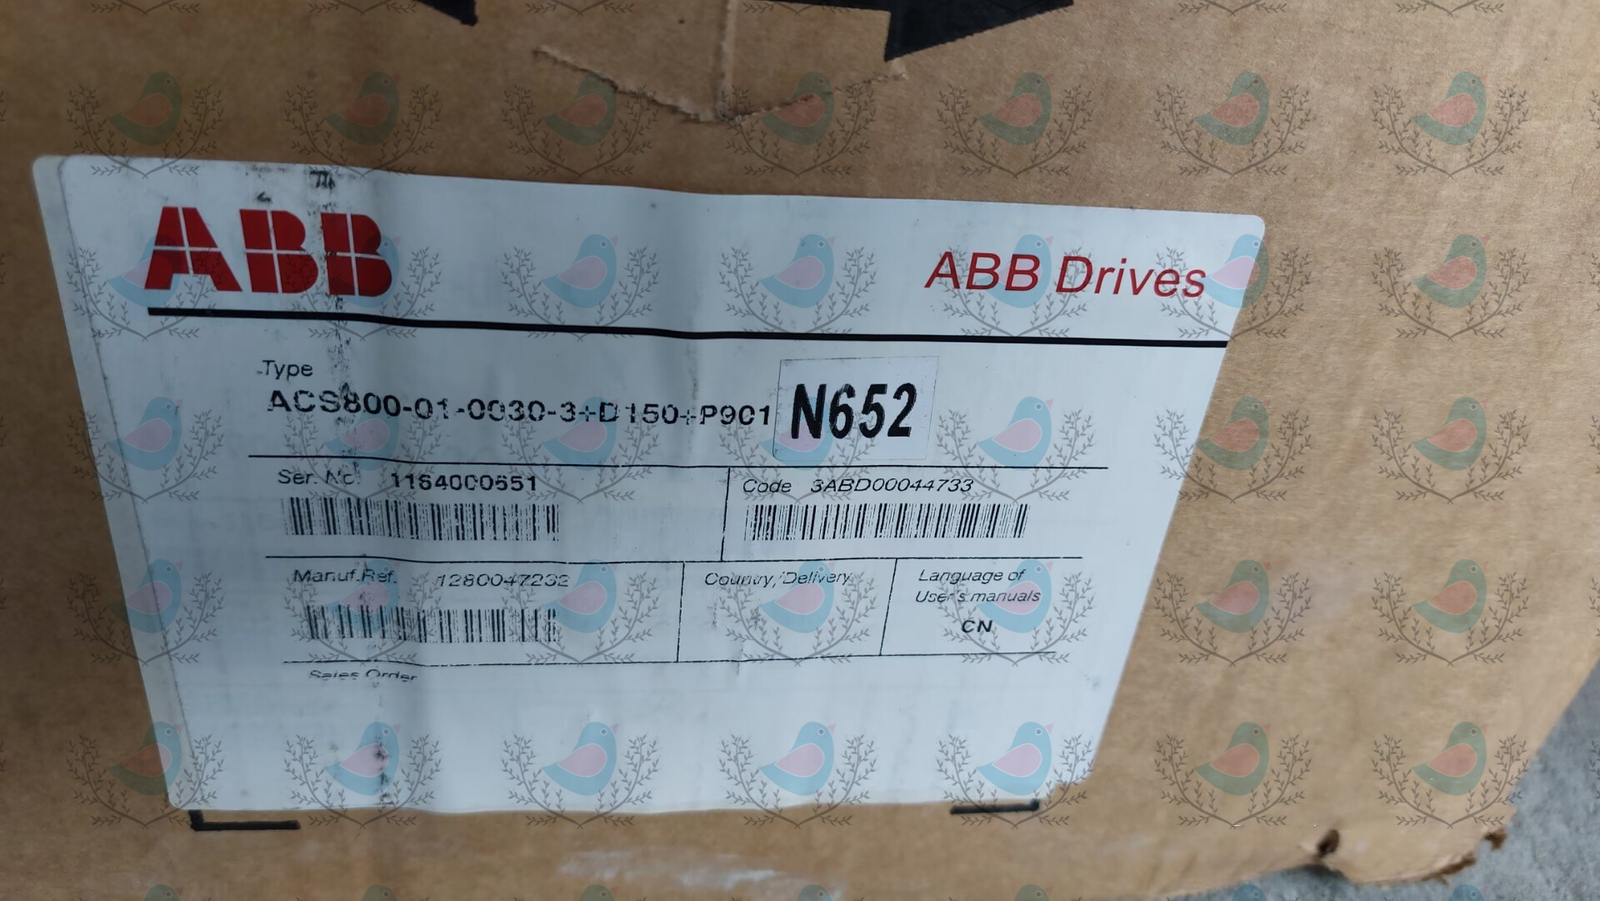 ABB
ABB Drives
Type
ACS800-01-0030-3+D150+P901 N652
Ser. No. 1164000651
Code 3ABD00044733
Manuf.Ref. 1280047232
Country/Delivery
Language of
User's manuals
CN
Sales Order